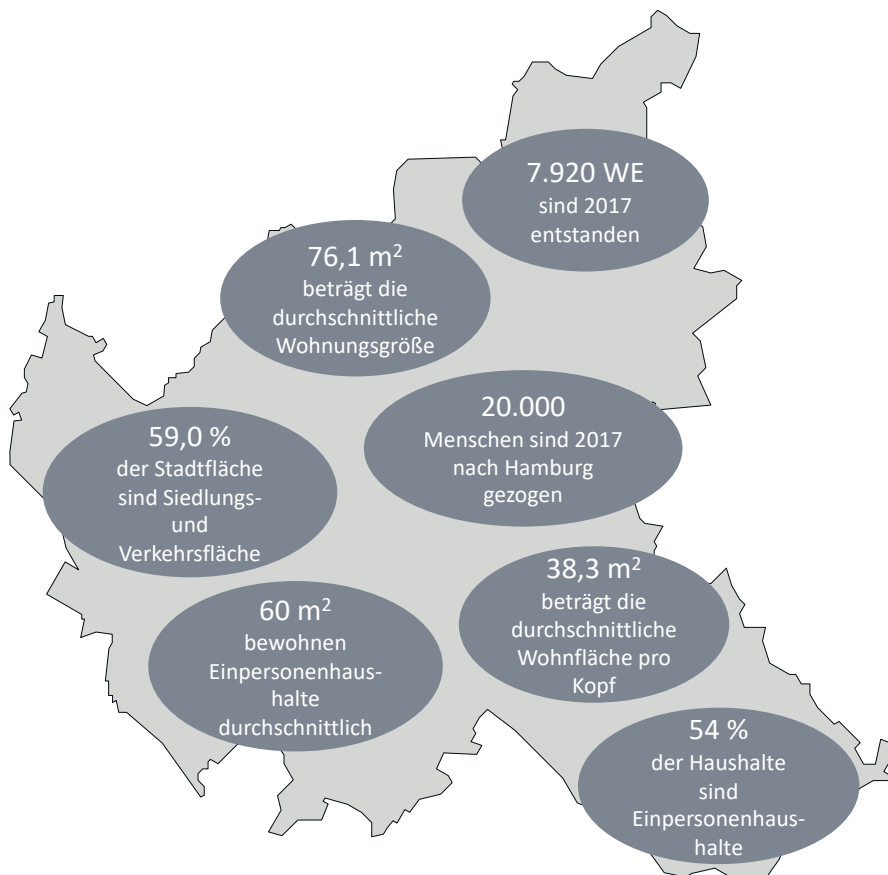 7.920 WE
sind 2017
entstanden
76,1 m²
beträgt die
durchschnittliche
Wohnungsgröße
20.000
Menschen sind 2017
nach Hamburg
gezogen
59,0 %
der Stadtfläche
sind Siedlungs-
und
Verkehrsfläche
38,3 m²
beträgt die
durchschnittliche
Wohnfläche pro
Kopf
60 m²
bewohnen
Einpersonenhaus-
halte
durchschnittlich
54 %
der Haushalte
sind
Einpersonenhaus-
halte